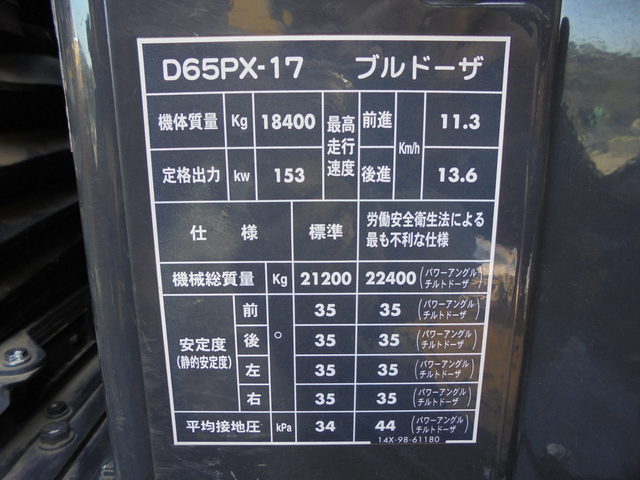 D65PX-17 ブルドーザ
機体質量 Kg 18400 最高走行速度 前進 Km/h 11.3
定格出力 kw 153 後進 13.6
仕様 標準 労働安全衛生法による
最も不利な仕様
機械総質量 Kg 21200 22400 (パワーアングル
チルトドーザ)
安定度
(静的安定度)
前 ° 35 35 (パワーアングル
チルトドーザ)
後 35 35 (パワーアングル
チルトドーザ)
左 35 35 (パワーアングル
チルトドーザ)
右 35 35 (パワーアングル
チルトドーザ)
平均接地圧 kPa 34 44 (パワーアングル
チルトドーザ)
14X-98-61180